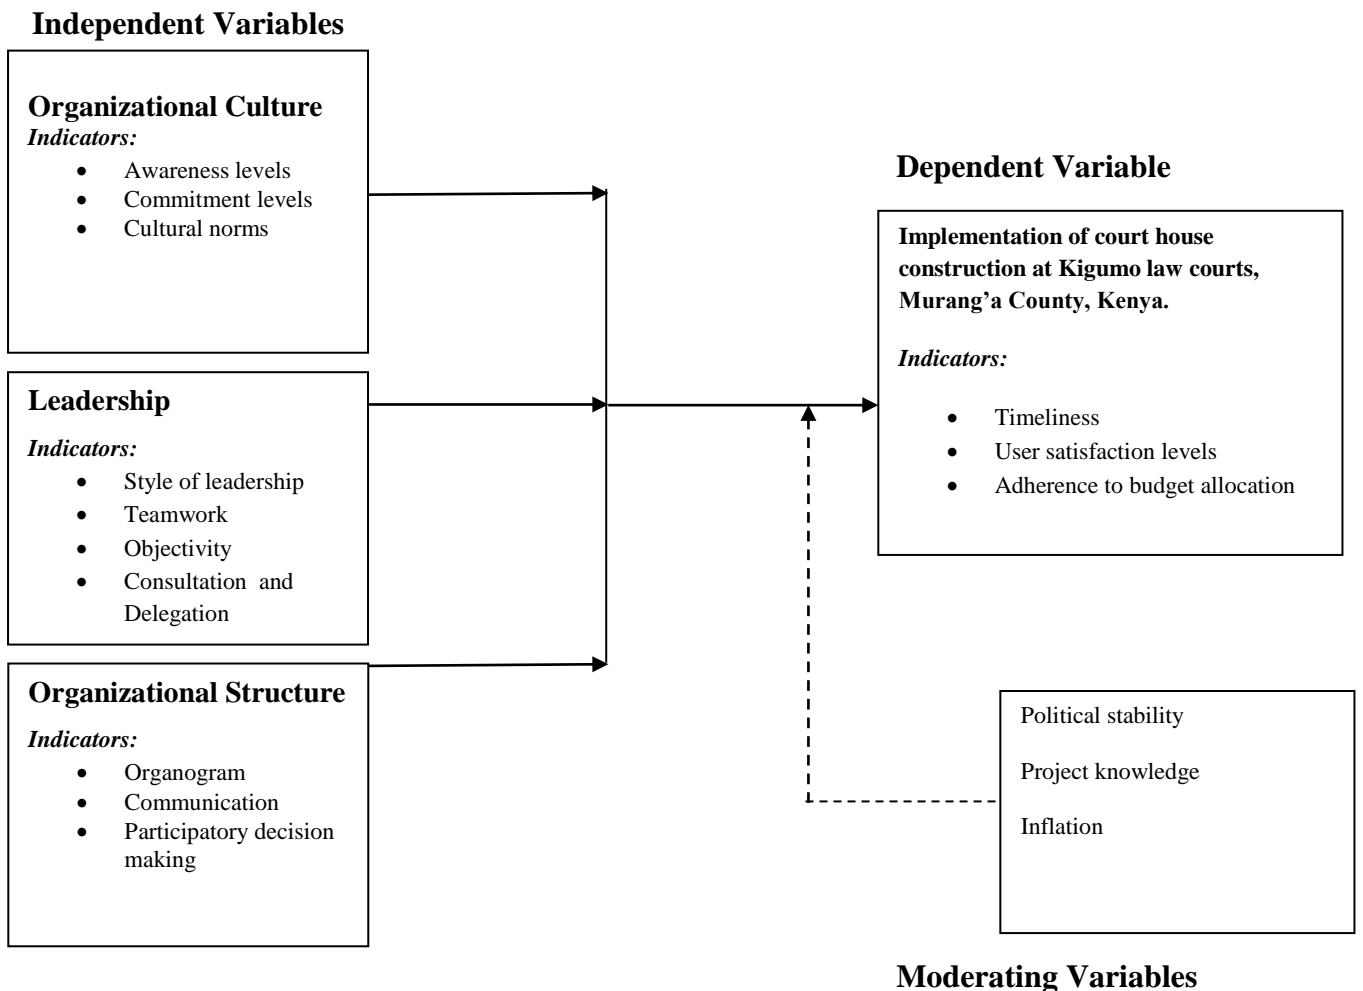 Independent Variables
Organizational Culture
Indicators:
• Awareness levels
• Commitment levels
• Cultural norms
Leadership
Indicators:
• Style of leadership
• Teamwork
• Objectivity
• Consultation and
Delegation
Organizational Structure
Indicators:
• Organogram
• Communication
• Participatory decision
making
Dependent Variable
Implementation of court house
construction at Kigumo law courts,
Murang’a County, Kenya.
Indicators:
• Timeliness
• User satisfaction levels
• Adherence to budget allocation
Political stability
Project knowledge
Inflation
Moderating Variables